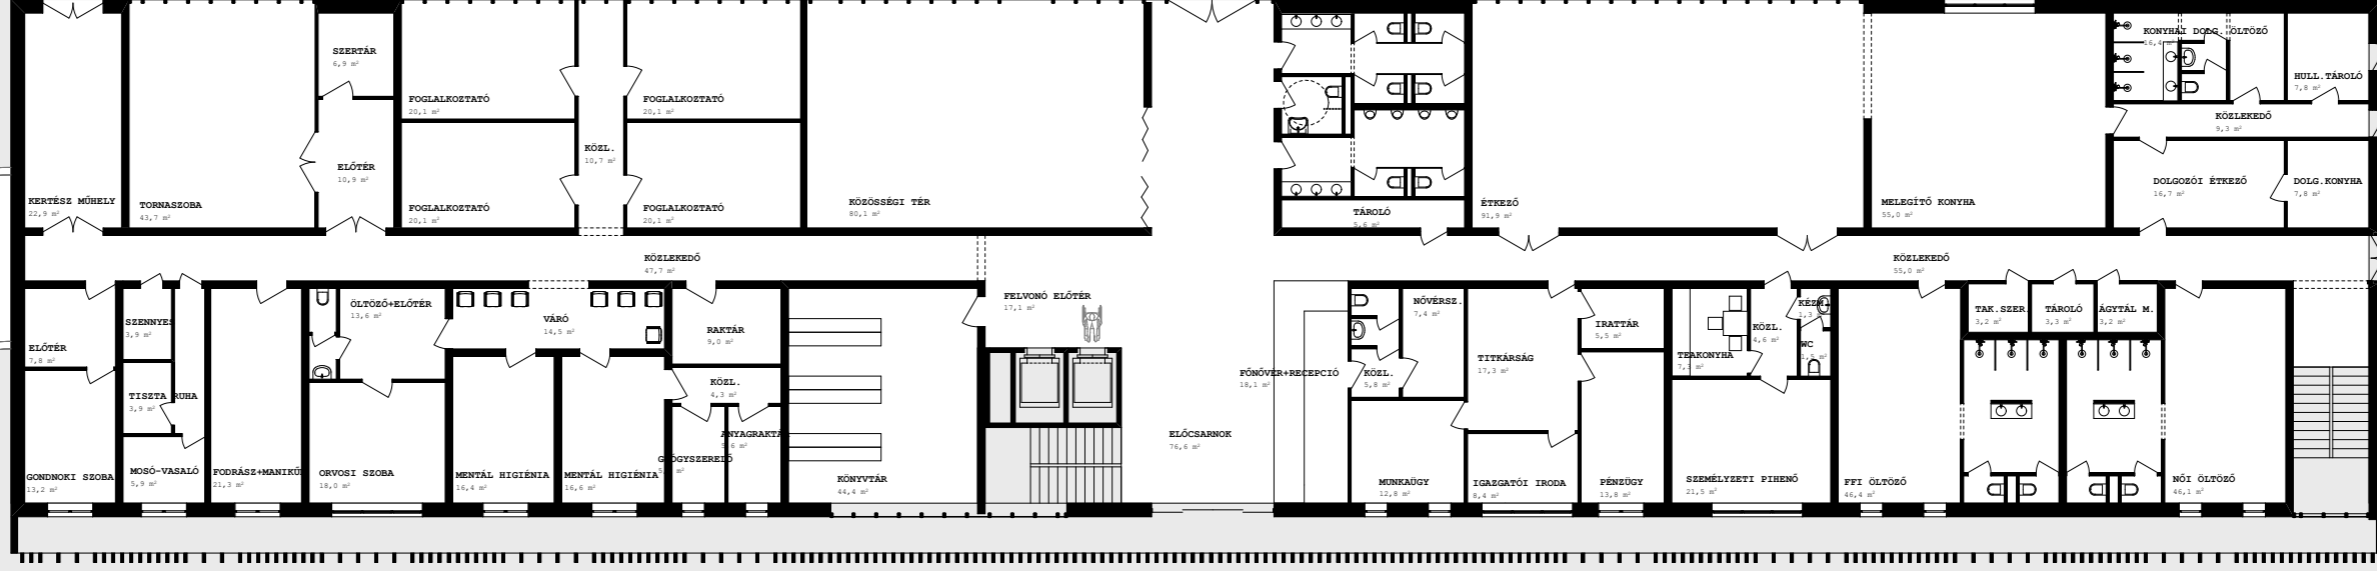 SZERTÁR
6,9 m²
KONYHAI DOLG. ÖLTÖZŐ
16,4 m²
HULL.TÁROLÓ
7,8 m²
FOGLALKOZTATÓ
20,1 m²
FOGLALKOZTATÓ
20,1 m²
KÖZLEKEDŐ
9,3 m²
KÖZL.
10,7 m²
ELŐTÉR
10,9 m²
DOLGOZÓI ÉTKEZŐ
16,7 m²
DOLG.KONYHA
7,8 m²
KERTÉSZ MŰHELY
22,9 m²
TORNASZOBA
43,7 m²
FOGLALKOZTATÓ
20,1 m²
FOGLALKOZTATÓ
20,1 m²
KÖZÖSSÉGI TÉR
80,1 m²
TÁROLÓ
5,6 m²
ÉTKEZŐ
91,9 m²
MELEGÍTŐ KONYHA
55,0 m²
KÖZLEKEDŐ
47,7 m²
KÖZLEKEDŐ
55,0 m²
SZENNYES
3,9 m²
ÖLTÖZŐ+ELŐTÉR
13,6 m²
VÁRÓ
14,5 m²
RAKTÁR
9,0 m²
FELVONÓ ELŐTÉR
17,1 m²
NŐVÉRSZ.
7,4 m²
IRATTÁR
5,5 m²
KÖZL.
4,6 m²
KÉZM.
1,3
TAK.SZER.
3,2 m²
TÁROLÓ
3,3 m²
ÁGYTÁL M.
3,2 m²
ELŐTÉR
7,8 m²
TISZTA RUHA
3,9 m²
KÖZL.
4,3 m²
FŐNŐVÉR+RECEPCIÓ
18,1 m²
KÖZL.
5,8 m²
TITKÁRSÁG
17,3 m²
TEAKONYHA
WC
ANYAGRAKTÁ
GYÓGYSZERELŐ
ELŐCSARNOK
76,6 m²
GONDNOKI SZOBA
13,2 m²
MOSÓ-VASALÓ
5,9 m²
FODRÁSZ+MANIKŰ
21,3 m²
ORVOSI SZOBA
18,0 m²
MENTÁL HIGIÉNIA
16,4 m²
MENTÁL HIGIÉNIA
16,6 m²
KÖNYVTÁR
44,4 m²
MUNKAÜGY
12,8 m²
IGAZGATÓI IRODA
8,4 m²
PÉNZÜGY
13,8 m²
SZEMÉLYZETI PIHENŐ
21,5 m²
FFI ÖLTÖZŐ
46,4 m²
NŐI ÖLTÖZŐ
46,1 m²